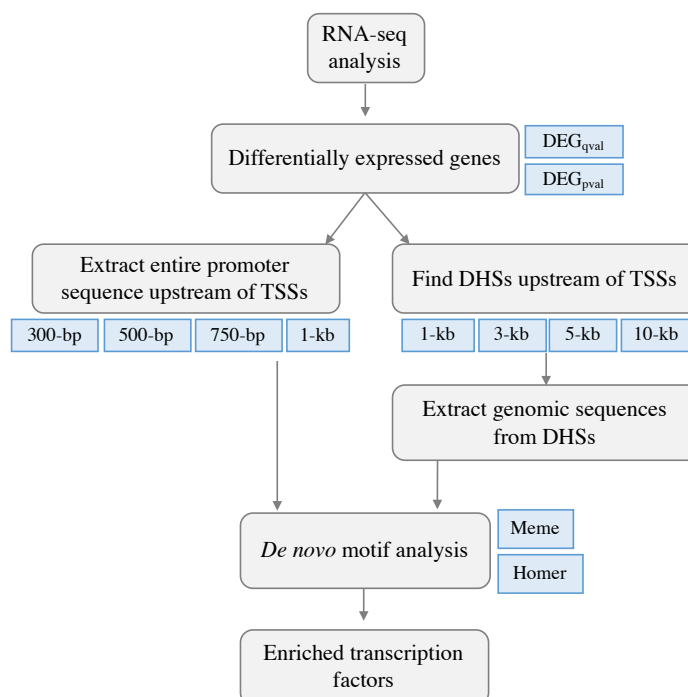 RNA-seq
analysis
Differentially expressed genes
DEGqval
DEGpval
Extract entire promoter
sequence upstream of TSSs
Find DHSs upstream of TSSs
300-bp
500-bp
750-bp
1-kb
1-kb
3-kb
5-kb
10-kb
Extract genomic sequences
from DHSs
De novo motif analysis
Meme
Homer
Enriched transcription
factors